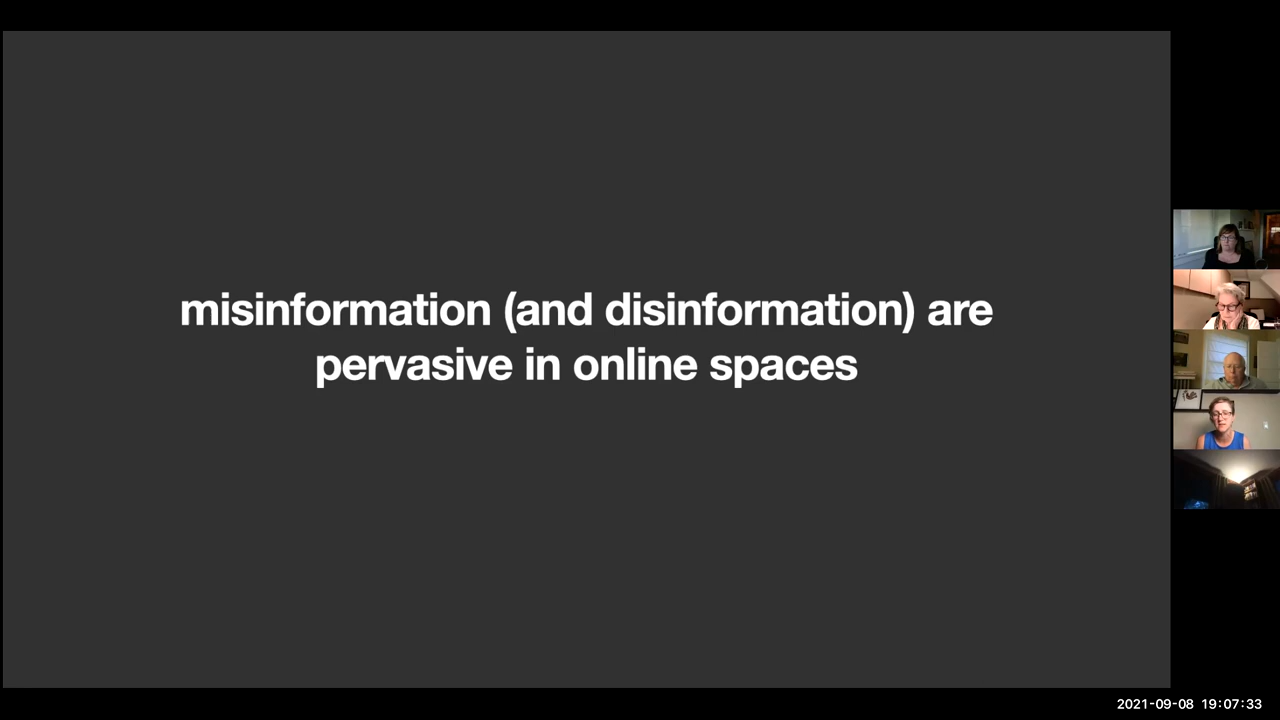 misinformation (and disinformation) are
pervasive in online spaces
2021-09-08 19:07:33